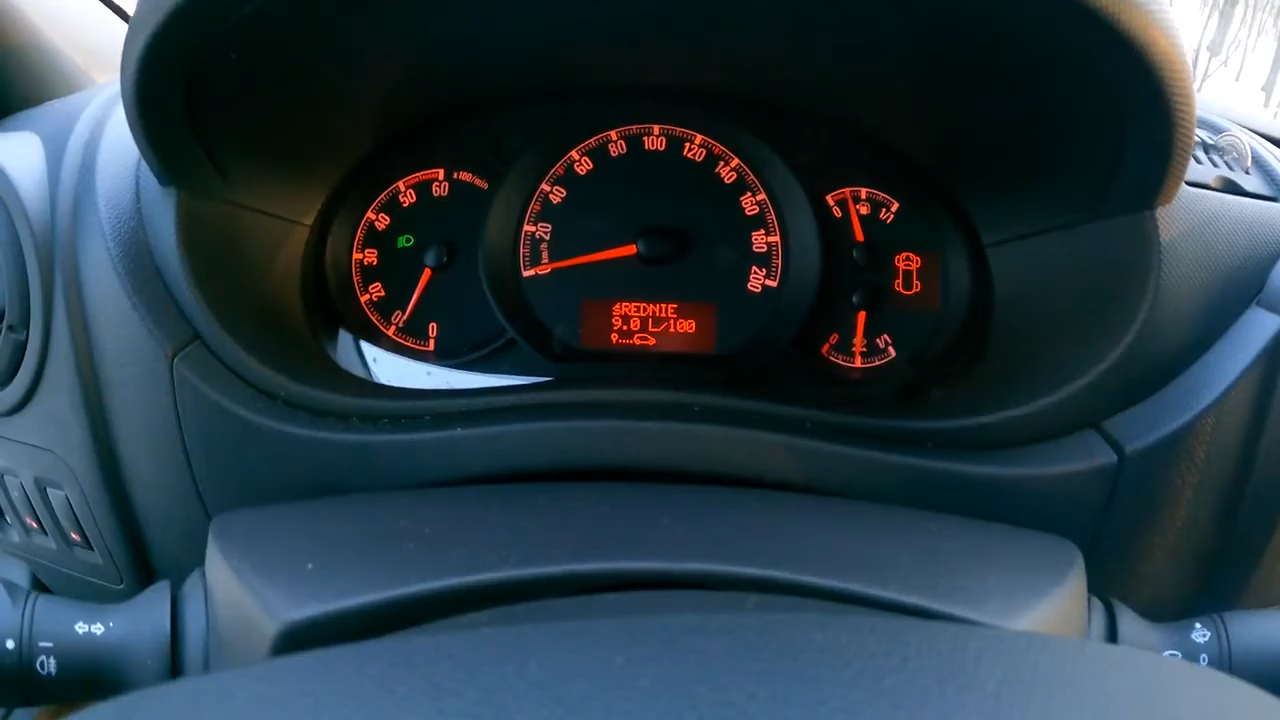 x100/min
0 0 20 30 40 50 60
0 20 40 60 80 100 120 140 160 180 200
km/h
ŚREDNIE
9.0 L/100
0 1/1
0 1/1